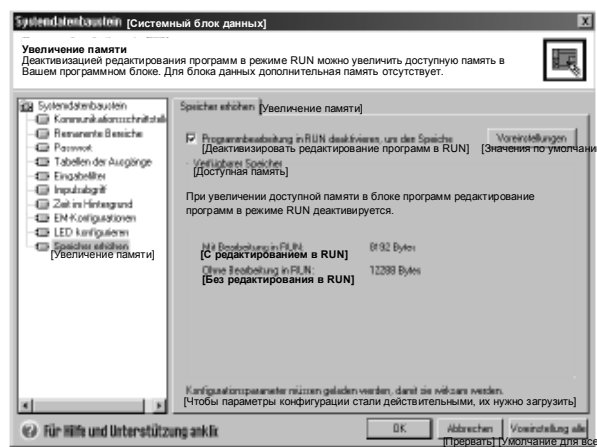 Systemdatenbaustein [Системный блок данных]
Увеличение памяти
Деактивизацией редактирования программ в режиме RUN можно увеличить доступную память в
Вашем программном блоке. Для блока данных дополнительная память отсутствует.
Systemdatenbaustein
Kommunikationsschnittstell
Remanente Bereiche
Passwort
Tabellen der Ausgänge
Eingabefilter
Impulsabgriff
Zeit im Hintergrund
EM-Konfigurationen
LED konfigurieren
Speicher erhöhen
[Увеличение памяти]
Speicher erhöhen [Увеличение памяти]
Programmbearbeitung in RUN deaktivieren, um den Speiche
Voreinstellungen
[Деактивизировать редактирование программ в RUN] [Значения по умолчани
Verfügbarer Speicher
[Доступная память]
При увеличении доступной памяти в блоке программ редактирование
программ в режиме RUN деактивируется.
Mit Bearbeitung in RUN: 8192 Bytes
[С редактированием в RUN]
Ohne Bearbeitung in RUN: 12288 Bytes
[Без редактирования в RUN]
Konfigurationsparameter müssen geladen werden, damit sie wirksam werden.
[Чтобы параметры конфигурации стали действительными, их нужно загрузить]
Für Hilfe und Unterstützung anklik
OK Abbrechen Voreinstellung alle
[Прервать] [Умолчание для все